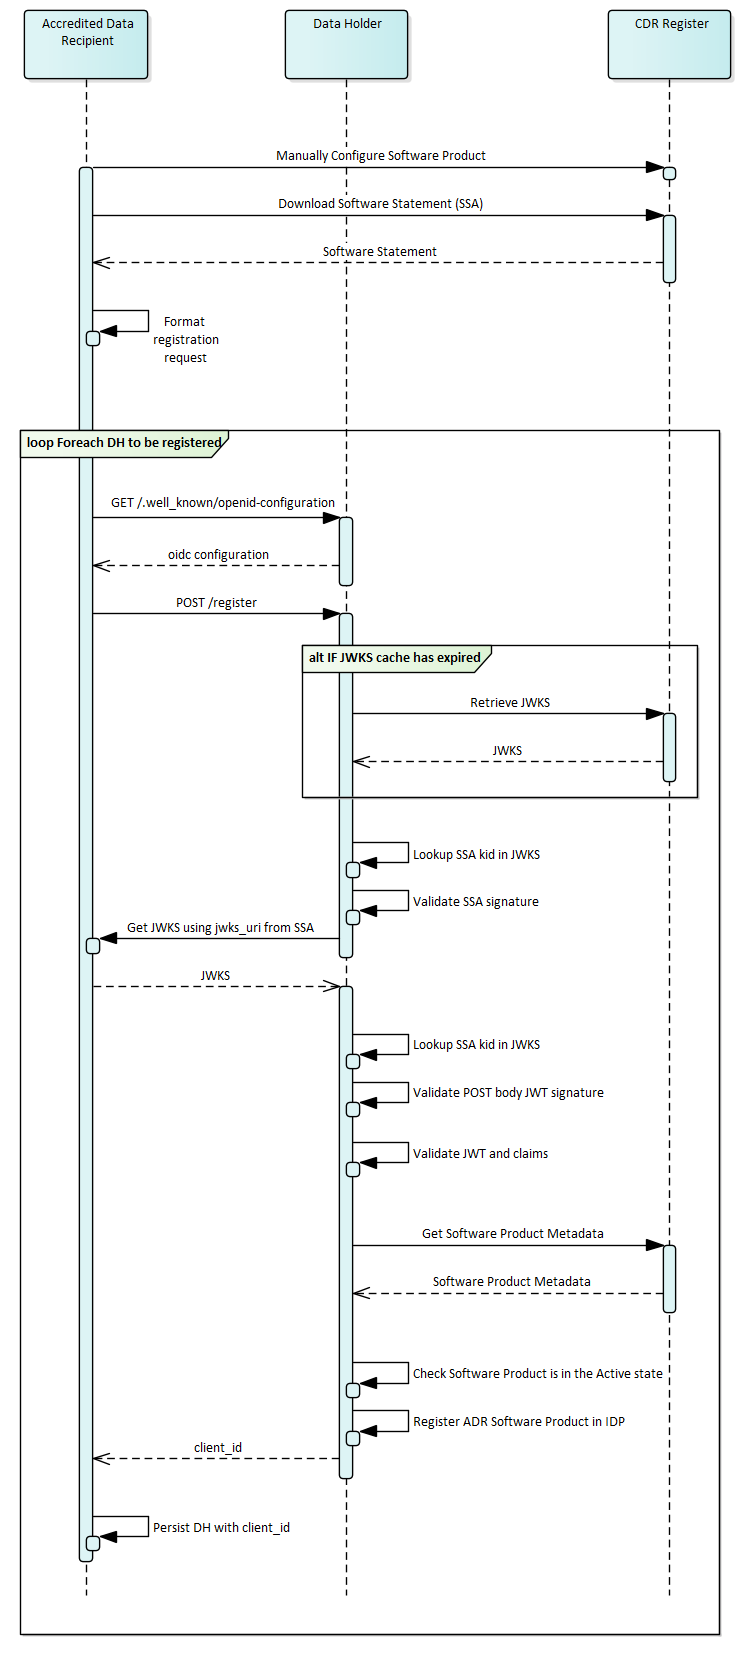 Accredited Data
Recipient
Data Holder
CDR Register
Manually Configure Software Product
Download Software Statement (SSA)
Software Statement
Format
registration
request
loop Foreach DH to be registered
GET /.well_known/openid-configuration
oidc configuration
POST /register
alt IF JWKS cache has expired
Retrieve JWKS
JWKS
Lookup SSA kid in JWKS
Validate SSA signature
Get JWKS using jwks_uri from SSA
JWKS
Lookup SSA kid in JWKS
Validate POST body JWT signature
Validate JWT and claims
Get Software Product Metadata
Software Product Metadata
Check Software Product is in the Active state
Register ADR Software Product in IDP
client_id
Persist DH with client_id